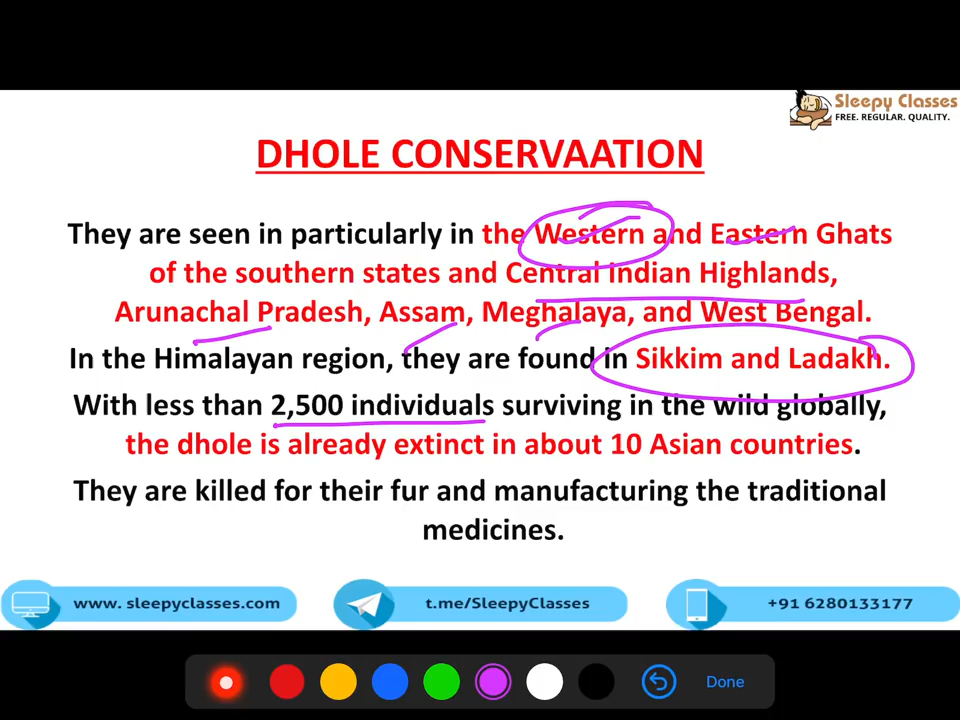 Sleepy Classes
FREE. REGULAR. QUALITY.
DHOLE CONSERVAATION
They are seen in particularly in the Western and Eastern Ghats
of the southern states and Central Indian Highlands,
Arunachal Pradesh, Assam, Meghalaya, and West Bengal.
In the Himalayan region, they are found in Sikkim and Ladakh.
With less than 2,500 individuals surviving in the wild globally,
the dhole is already extinct in about 10 Asian countries.
They are killed for their fur and manufacturing the traditional
medicines.
www. sleepyclasses.com
t.me/SleepyClasses
+91 6280133177
Done